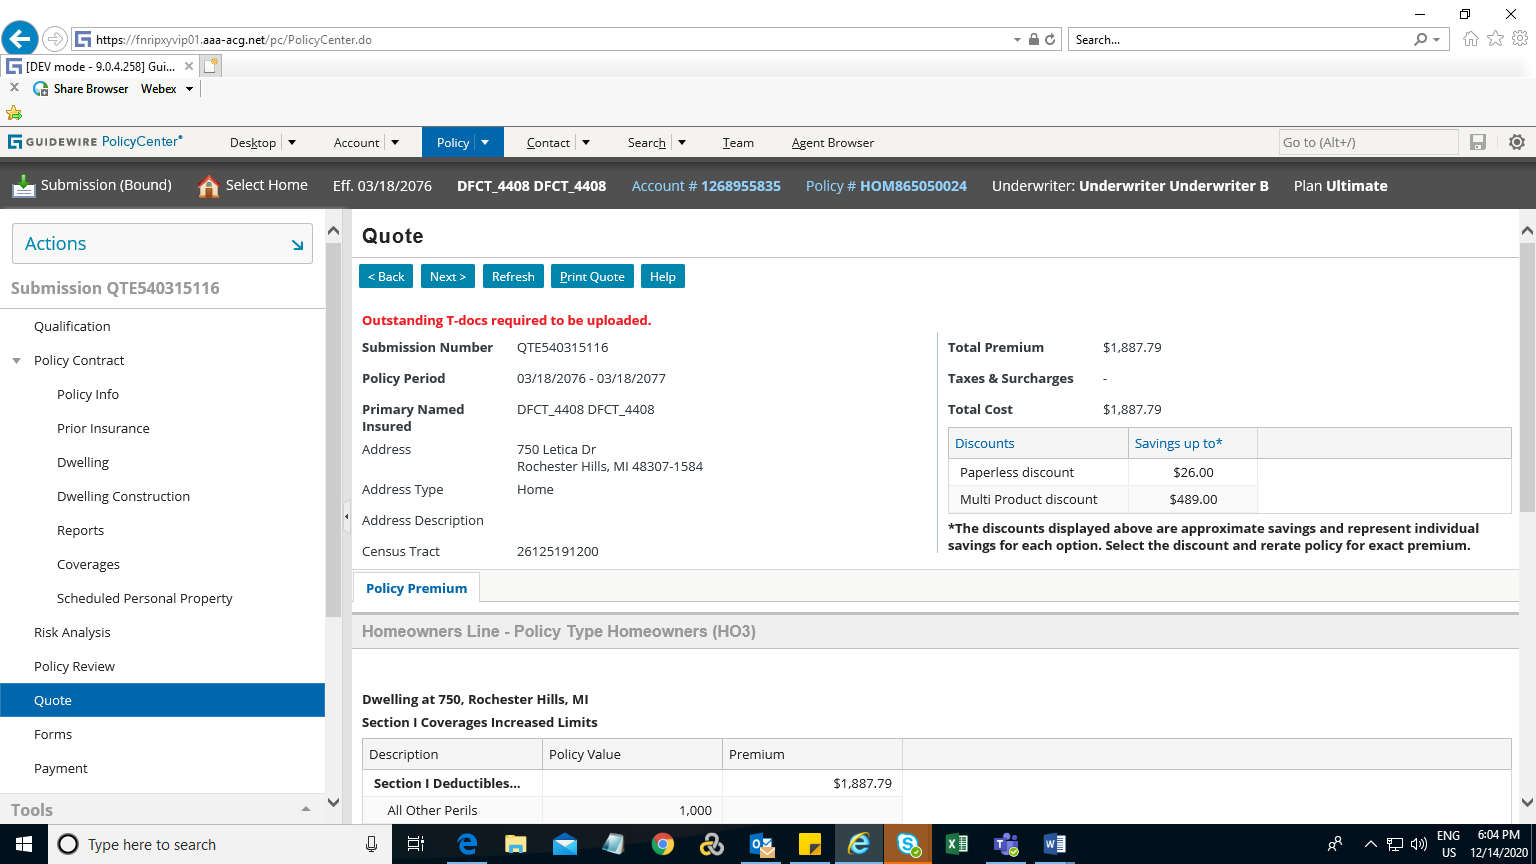 https://fnripxyvip01.aaa-acg.net/pc/PolicyCenter.do
Search...
[DEV mode - 9.0.4.258] Gui...
x Share Browser Webex
GUIDEWIRE PolicyCenter
Desktop Account Policy Contact Search Team Agent Browser Go to (Alt+/)
Submission (Bound) Select Home Eff. 03/18/2076 DFCT_4408 DFCT_4408 Account # 1268955835 Policy # HOM865050024 Underwriter: Underwriter Underwriter B Plan Ultimate
Actions
Submission QTE540315116
Qualification
Policy Contract
Policy Info
Prior Insurance
Dwelling
Dwelling Construction
Reports
Coverages
Scheduled Personal Property
Risk Analysis
Policy Review
Quote
Forms
Payment
Tools
Quote
< Back Next > Refresh Print Quote Help
Outstanding T-docs required to be uploaded.
Submission Number QTE540315116
Policy Period 03/18/2076 - 03/18/2077
Primary Named Insured DFCT_4408 DFCT_4408
Address 750 Letica Dr
Rochester Hills, MI 48307-1584
Address Type Home
Address Description
Census Tract 26125191200
Total Premium $1,887.79
Taxes & Surcharges -
Total Cost $1,887.79
Discounts Savings up to*
Paperless discount $26.00
Multi Product discount $489.00
*The discounts displayed above are approximate savings and represent individual
savings for each option. Select the discount and rerate policy for exact premium.
Policy Premium
Homeowners Line - Policy Type Homeowners (HO3)
Dwelling at 750, Rochester Hills, MI
Section I Coverages Increased Limits
Description Policy Value Premium
Section I Deductibles... $1,887.79
All Other Perils 1,000
Type here to search
ENG
US
6:04 PM
12/14/2020